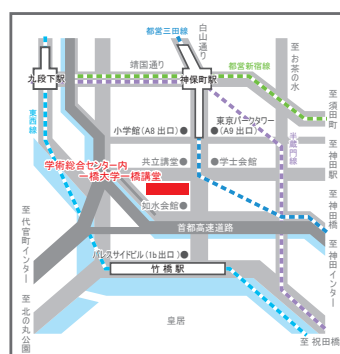 都営三田線
白山通り
至お茶の水
靖国通り
都営新宿線
九段下駅
神保町駅
至須田町
東西線
小学館(A8 出口)
東京パークタワー
(A9 出口)
半蔵門線
至神田駅
共立講堂
学士会館
学術総合センター内
一橋大学一橋講堂
如水会館
至神田橋
首都高速道路
至代官町インター
至神田インター
パレスサイドビル(1b 出口)
竹橋駅
至北の丸公園
皇居
至 祝田橋